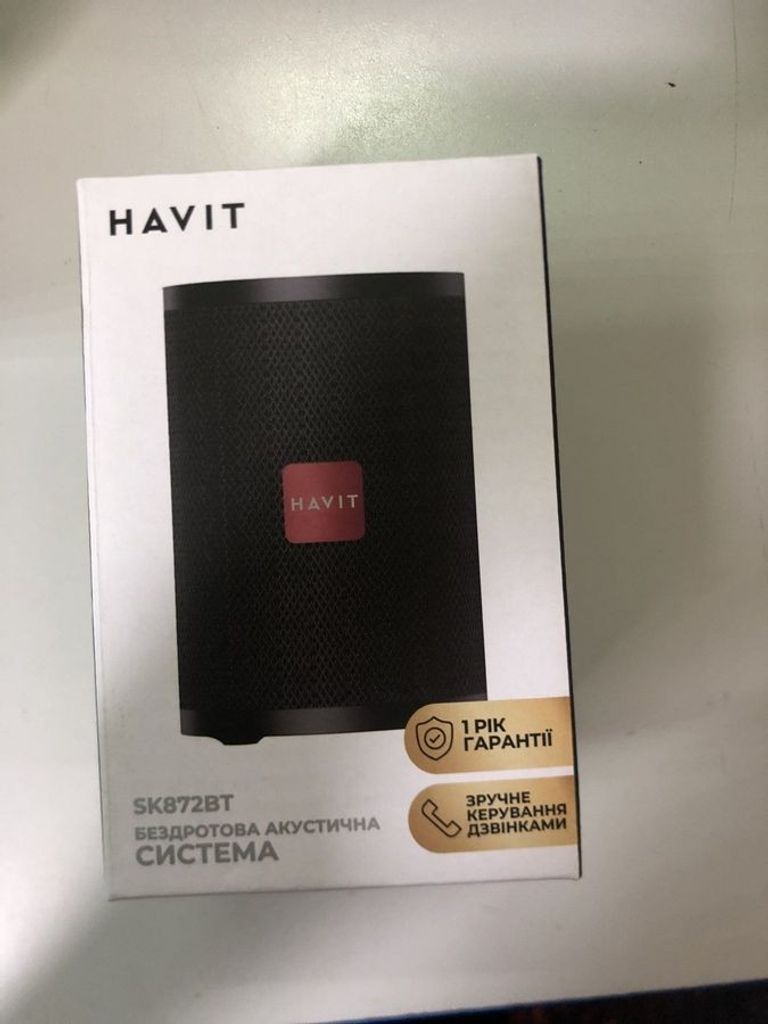 HAVIT
HAVIT
1 РІК
ГАРАНТІЇ
ЗРУЧНЕ
КЕРУВАННЯ
ДЗВІНКАМИ
SK872BT
БЕЗДРОТОВА АКУСТИЧНА
СИСТЕМА